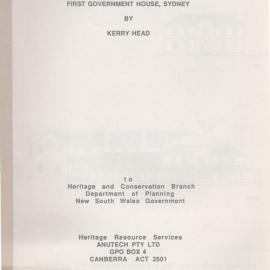 FIRST GOVERNMENT HOUSE, SYDNEY
BY
KERRY HEAD
to
Heritage and Conservation Branch
Department of Planning
New South Wales Government
Heritage Resource Services
ANUTECH PTY LTD
GPO BOX 4
CANBERRA ACT 2601